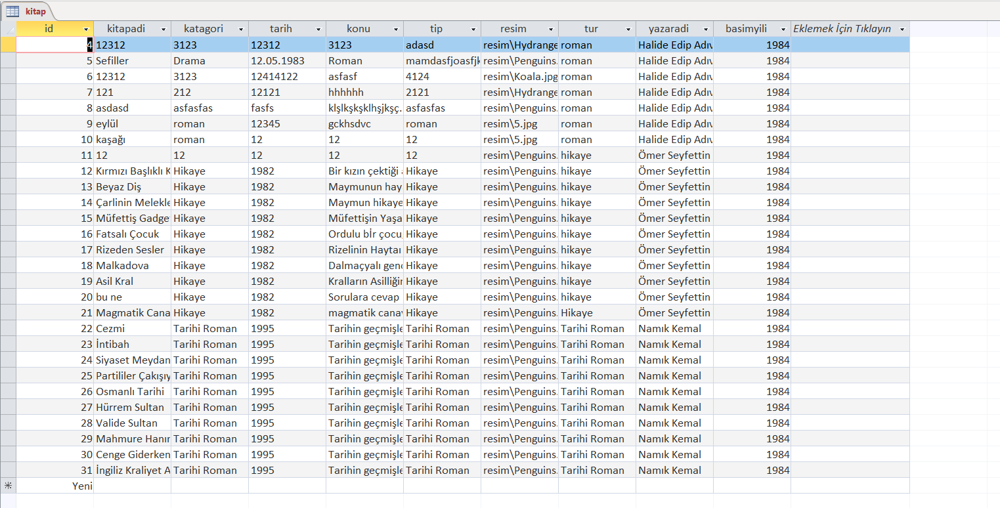 kitap
id kitapadi katagori tarih konu tip resim tur yazaradi basimyili Eklemek İçin Tıklayın
4 12312 3123 12312 3123 adasd resim\Hydrange roman Halide Edip Adıv 1984
5 Sefiller Drama 12.05.1983 Roman mamdasfjoasfjk resim\Penguins. roman Halide Edip Adıv 1984
6 12312 3123 12414122 asfasf 4124 resim\Koala.jpg roman Halide Edip Adıv 1984
7 121 212 12121 hhhhhh 2121 resim\Hydrange roman Halide Edip Adıv 1984
8 asdasd asfasfas fasfs klşlkşkşklhşjkşç. asfasfas resim\Penguins. roman Halide Edip Adıv 1984
9 eylül roman 12345 gckhsdvc roman resim\5.jpg roman Halide Edip Adıv 1984
10 kaşağı roman 12 12 12 resim\5.jpg roman Halide Edip Adıv 1984
11 12 12 12 12 12 resim\Penguins. hikaye Ömer Seyfettin 1984
12 Kırmızı Başlıklı K Hikaye 1982 Bir kızın çektiği a Hikaye resim\Penguins. hikaye Ömer Seyfettin 1984
13 Beyaz Diş Hikaye 1982 Maymunun hay Hikaye resim\Penguins. hikaye Ömer Seyfettin 1984
14 Çarlinin Melekle Hikaye 1982 Maymun hikaye Hikaye resim\Penguins. hikaye Ömer Seyfettin 1984
15 Müfettiş Gadge Hikaye 1982 Müfettişin Yaşa Hikaye resim\Penguins. hikaye Ömer Seyfettin 1984
16 Fatsalı Çocuk Hikaye 1982 Ordulu bİr çocu Hikaye resim\Penguins. hikaye Ömer Seyfettin 1984
17 Rizeden Sesler Hikaye 1982 Rizelinin Haytaı Hikaye resim\Penguins. hikaye Ömer Seyfettin 1984
18 Malkadova Hikaye 1982 Dalmaçyalı genç Hikaye resim\Penguins. hikaye Ömer Seyfettin 1984
19 Asil Kral Hikaye 1982 Kralların Asilliğir Hikaye resim\Penguins. hikaye Ömer Seyfettin 1984
20 bu ne Hikaye 1982 Sorulara cevap Hikaye resim\Penguins. hikaye Ömer Seyfettin 1984
21 Magmatik Cana Hikaye 1982 magmatik canav Hikaye resim\Penguins. Hikaye Ömer Seyfettin 1984
22 Cezmi Tarihi Roman 1995 Tarihin geçmişle Tarihi Roman resim\Penguins. Tarihi Roman Namık Kemal 1984
23 İntibah Tarihi Roman 1995 Tarihin geçmişle Tarihi Roman resim\Penguins. Tarihi Roman Namık Kemal 1984
24 Siyaset Meydan Tarihi Roman 1995 Tarihin geçmişle Tarihi Roman resim\Penguins. Tarihi Roman Namık Kemal 1984
25 Partililer Çakışıy Tarihi Roman 1995 Tarihin geçmişle Tarihi Roman resim\Penguins. Tarihi Roman Namık Kemal 1984
26 Osmanlı Tarihi Tarihi Roman 1995 Tarihin geçmişle Tarihi Roman resim\Penguins. Tarihi Roman Namık Kemal 1984
27 Hürrem Sultan Tarihi Roman 1995 Tarihin geçmişle Tarihi Roman resim\Penguins. Tarihi Roman Namık Kemal 1984
28 Valide Sultan Tarihi Roman 1995 Tarihin geçmişle Tarihi Roman resim\Penguins. Tarihi Roman Namık Kemal 1984
29 Mahmure Hanır Tarihi Roman 1995 Tarihin geçmişle Tarihi Roman resim\Penguins. Tarihi Roman Namık Kemal 1984
30 Cenge Giderken Tarihi Roman 1995 Tarihin geçmişle Tarihi Roman resim\Penguins. Tarihi Roman Namık Kemal 1984
31 İngiliz Kraliyet A Tarihi Roman 1995 Tarihin geçmişle Tarihi Roman resim\Penguins. Tarihi Roman Namık Kemal 1984
Yeni